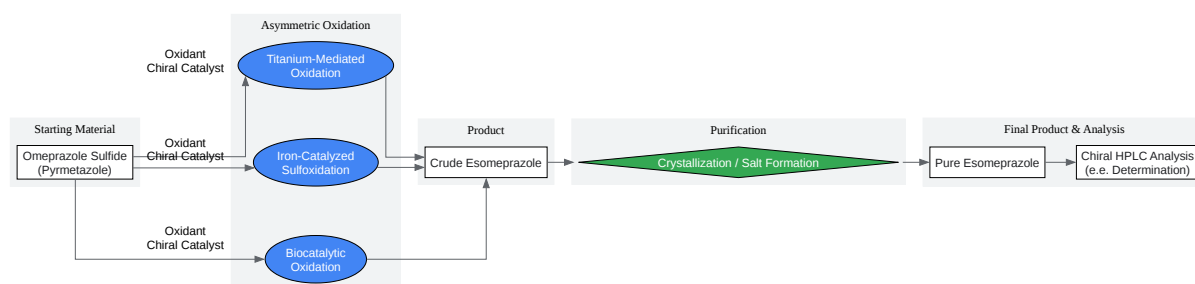 Asymmetric Oxidation
Oxidant
Chiral Catalyst
Titanium-Mediated
Oxidation
Starting Material
Omeprazole Sulfide
(Pyrmetazole)
Oxidant
Chiral Catalyst
Iron-Catalyzed
Sulfoxidation
Oxidant
Chiral Catalyst
Biocatalytic
Oxidation
Product
Crude Esomeprazole
Purification
Crystallization / Salt Formation
Final Product & Analysis
Pure Esomeprazole
Chiral HPLC Analysis
(e.e. Determination)